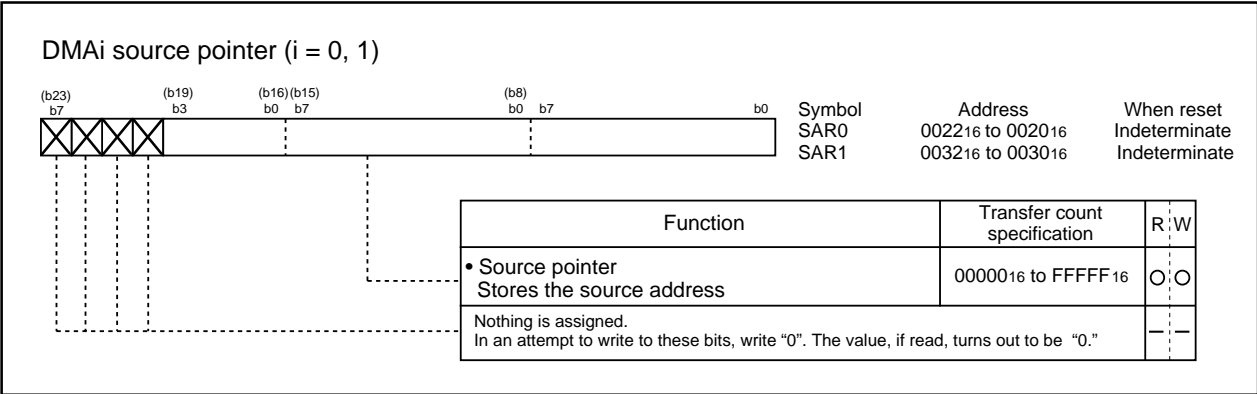 DMAi source pointer (i = 0, 1)
(b23) (b19) (b16)(b15) (b8)
b7 b3 b0 b7 b0 b7 b0
Symbol Address When reset
SAR0 002216 to 002016 Indeterminate
SAR1 003216 to 003016 Indeterminate
Function Transfer count specification R W
• Source pointer
Stores the source address
0000016 to FFFFF16
Nothing is assigned.
In an attempt to write to these bits, write “0”. The value, if read, turns out to be “0.”